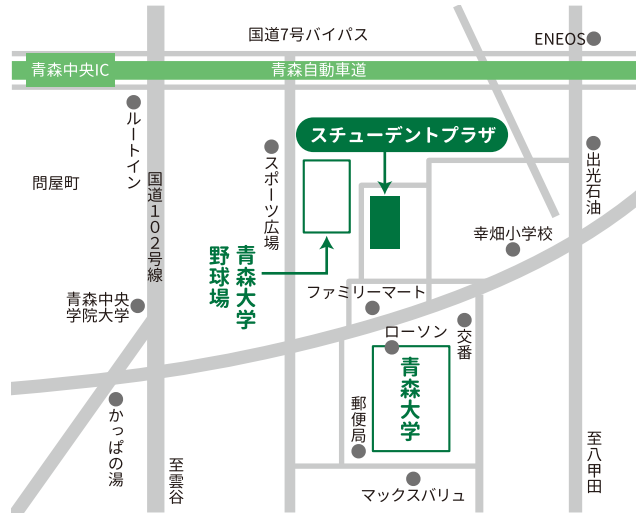 国道7号バイパス
ENEOS
青森中央IC
青森自動車道
ルートイン
スチューデントプラザ
スポーツ広場
出光石油
問屋町
国道102号線
幸畑小学校
青森大学
野球場
青森中央
学院大学
ファミリーマート
ローソン
交番
青森大学
郵便局
かっぱの湯
至雲谷
至八甲田
マックスバリュ